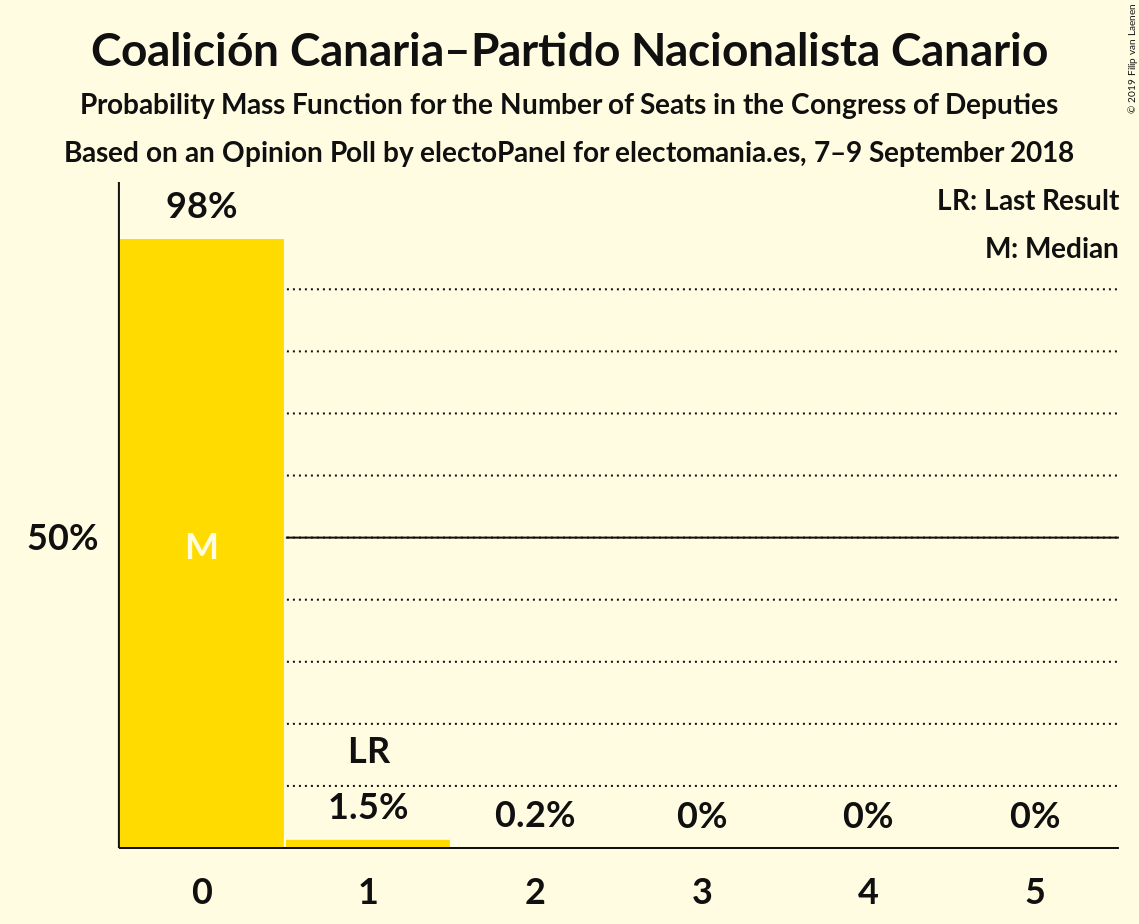 Coalición Canaria–Partido Nacionalista Canario
Probability Mass Function for the Number of Seats in the Congress of Deputies
Based on an Opinion Poll by electoPanel for electomania.es, 7–9 September 2018
© 2019 Filip van Laenen
LR: Last Result
M: Median
98%
50%
M
LR
1.5%
0.2%
0%
0%
0%
0 1 2 3 4 5